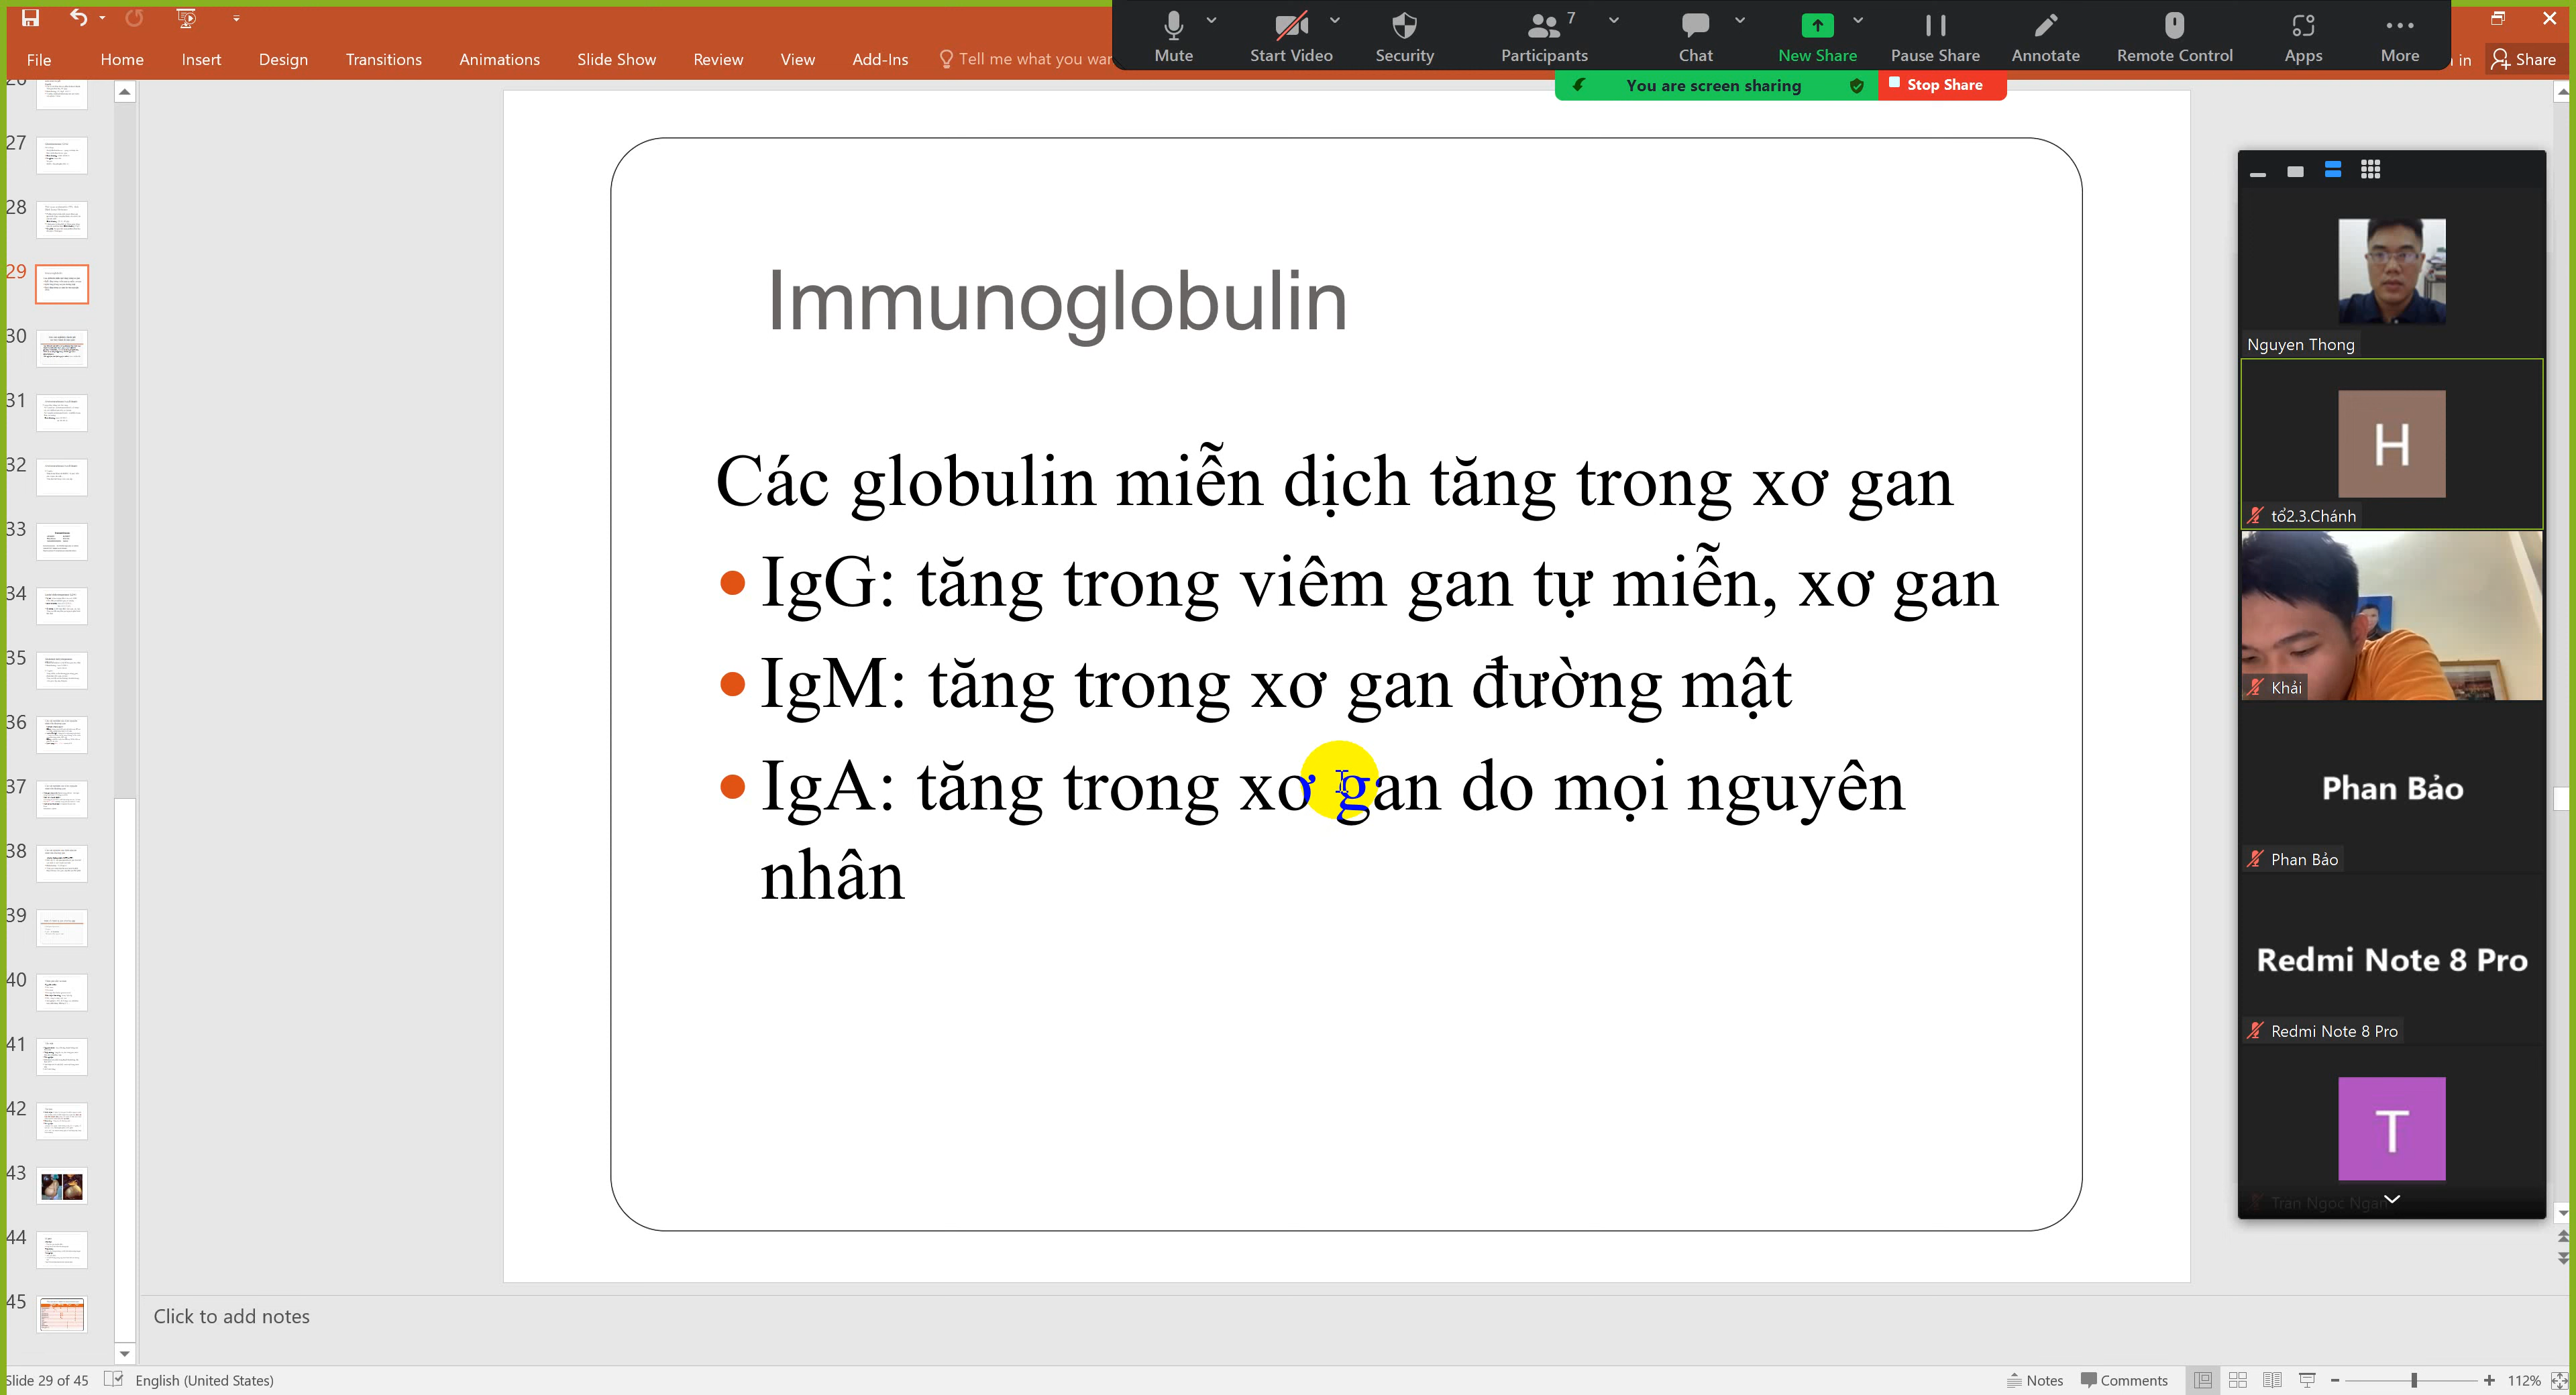 Mute
Start Video
Security
Participants
7
Chat
New Share
Pause Share
Annotate
Remote Control
Apps
More
File
Home
Insert
Design
Transitions
Animations
Slide Show
Review
View
Add-Ins
Tell me what you
in
Share
You are screen sharing
Stop Share
27
28
29
30
31
32
33
34
35
36
37
38
39
40
41
42
43
44
45
Immunoglobulin
Các globulin miễn dịch tăng trong xơ gan
IgG: tăng trong viêm gan tự miễn, xơ gan
IgM: tăng trong xơ gan đường mật
IgA: tăng trong xơ gan do mọi nguyên
nhân
Nguyen Thong
H
tổ2.3.Chánh
Khải
Phan Bảo
Phan Bảo
Redmi Note 8 Pro
Redmi Note 8 Pro
T
Tran Ngoc Ngan
Click to add notes
Slide 29 of 45
English (United States)
Notes
Comments
112%